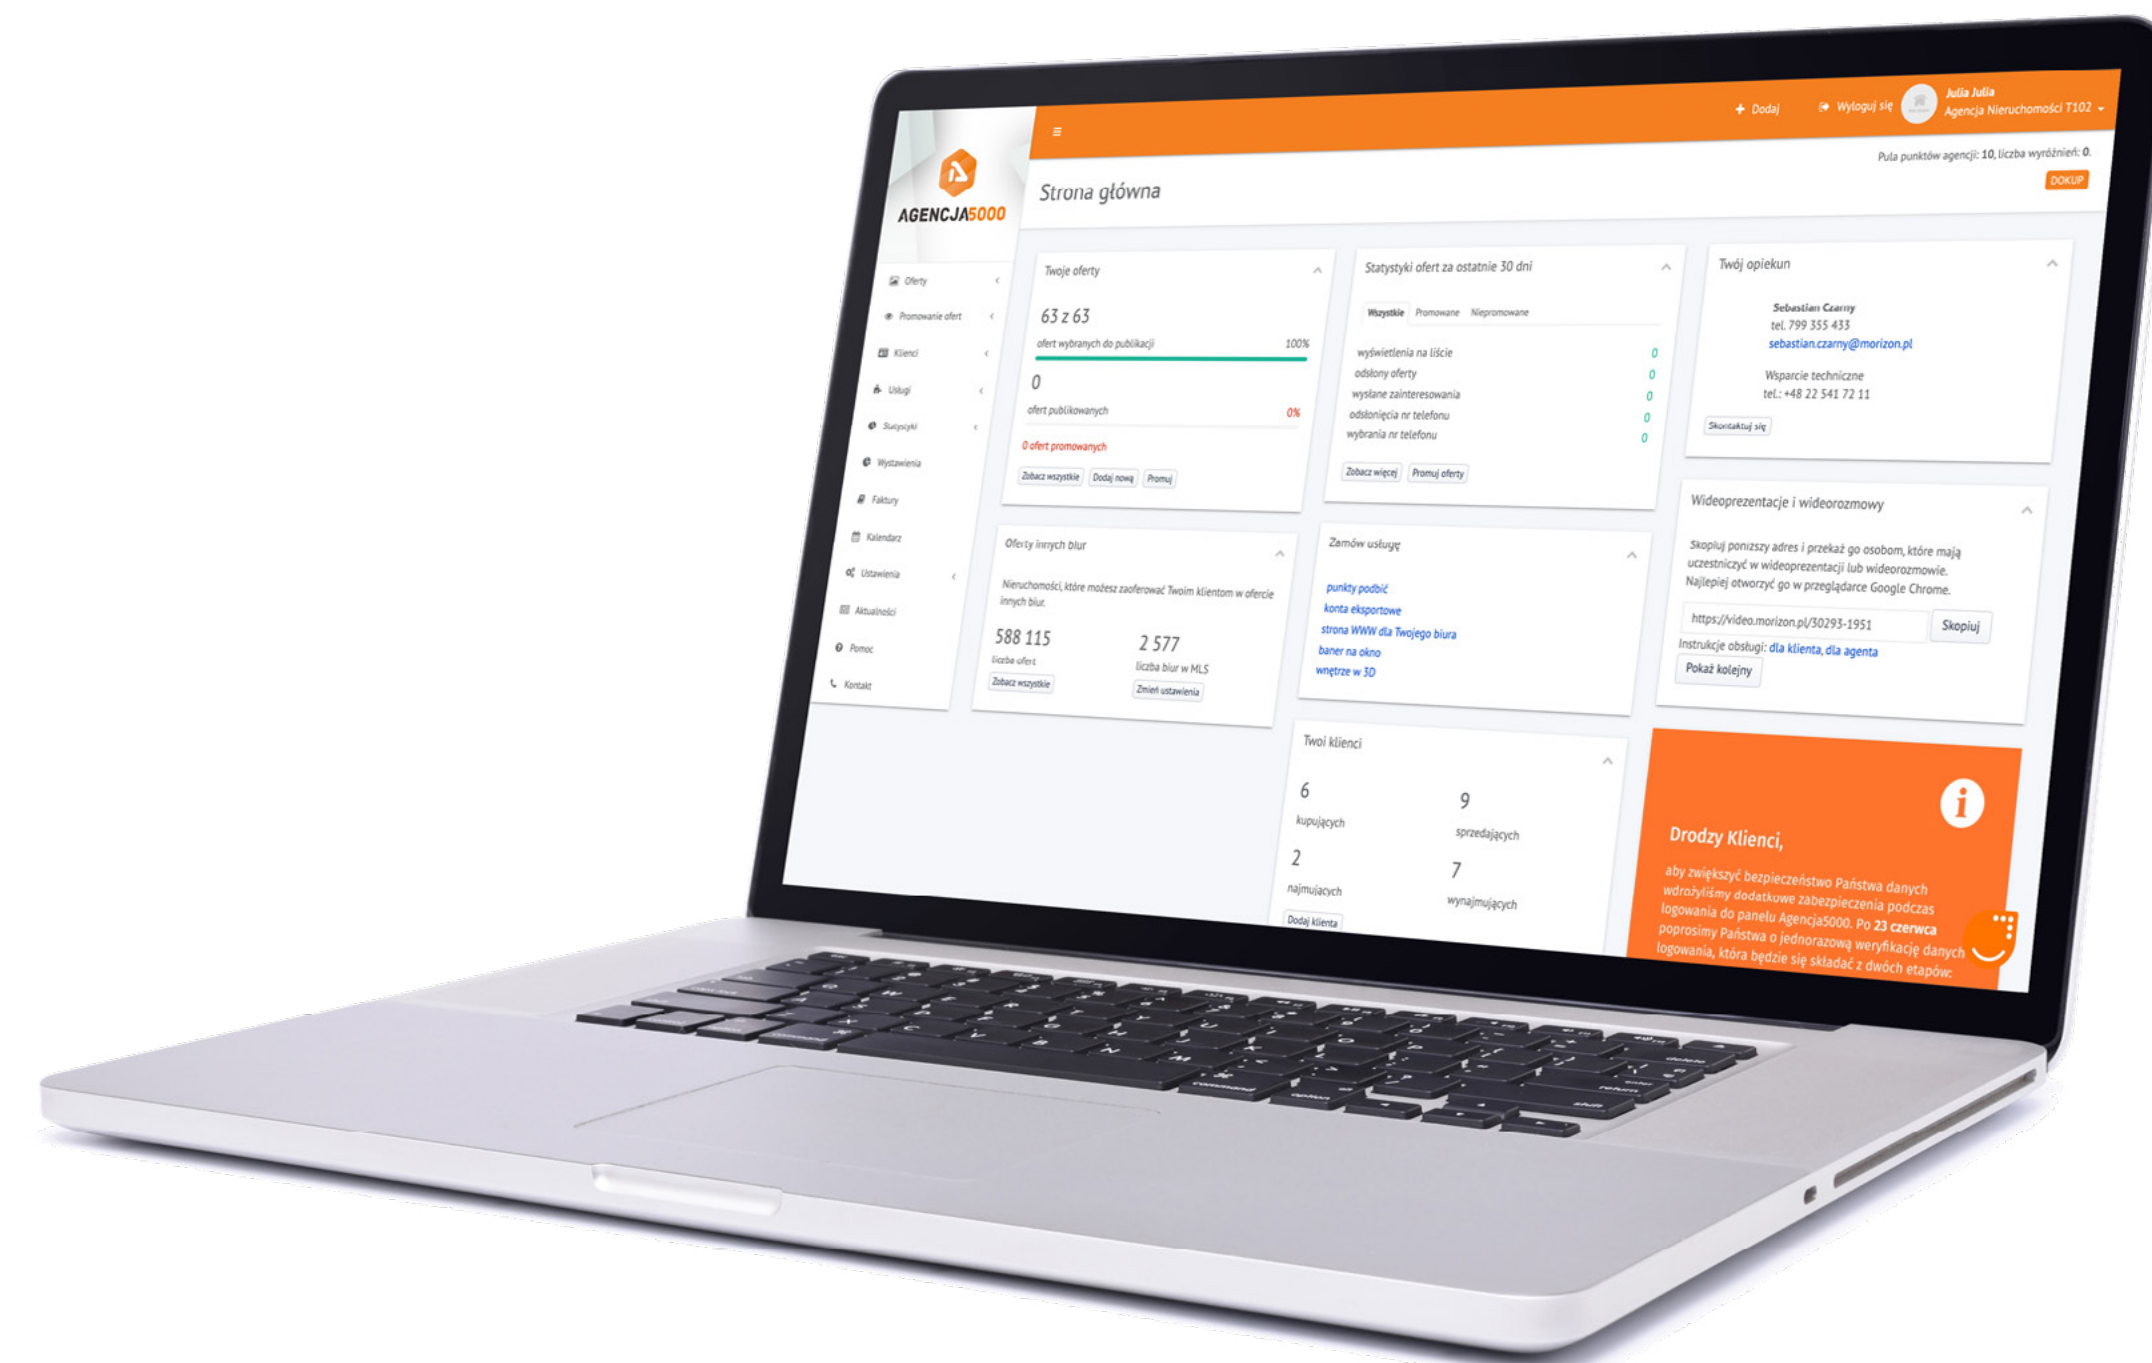 + Dodaj
Wyloguj się
Julia Julia
Agencja Nieruchomości T102
Pula punktów agencji: 10, liczba wyróżnień: 0.
DOKUP
AGENCJA5000
Strona główna
Oferty
Promowanie ofert
Klienci
Usługi
Statystyki
Wystawienia
Faktury
Kalendarz
Ustawienia
Aktualności
Pomoc
Kontakt
Twoje oferty
63 z 63
ofert wybranych do publikacji 100%
0
ofert publikowanych 0%
0 ofert promowanych
Zobacz wszystkie Dodaj nową Promuj
Statystyki ofert za ostatnie 30 dni
Wszystkie Promowane Niepromowane
wyświetlenia na liście 0
odsłony oferty 0
wysłane zainteresowania 0
odsłonięcia nr telefonu 0
wybrania nr telefonu 0
Zobacz więcej Promuj oferty
Twój opiekun
Sebastian Czarny
tel. 799 355 433
sebastian.czarny@morizon.pl
Wsparcie techniczne
tel.: +48 22 541 72 11
Skontaktuj się
Oferty innych biur
Nieruchomości, które możesz zaoferować Twoim klientom w ofercie
innych biur.
588 115
liczba ofert
Zobacz wszystkie
2 577
liczba biur w MLS
Zmień ustawienia
Zamów usługę
punkty podbić
konta eksportowe
strona WWW dla Twojego biura
baner na okno
wnętrze w 3D
Wideoprezentacje i wideorozmowy
Skopiuj poniższy adres i przekaż go osobom, które mają
uczestniczyć w wideoprezentacji lub wideorozmowie.
Najlepiej otworzyć go w przeglądarce Google Chrome.
https://video.morizon.pl/30293-1951 Skopiuj
Instrukcje obsługi: dla klienta, dla agenta
Pokaż kolejny
Twoi klienci
6
kupujących
9
sprzedających
2
najmujących
7
wynajmujących
Dodaj klienta
Drodzy Klienci,
aby zwiększyć bezpieczeństwo Państwa danych
wdrożyliśmy dodatkowe zabezpieczenia podczas
logowania do panelu Agencja5000. Po 23 czerwca
poprosimy Państwa o jednorazową weryfikację danych
logowania, która będzie się składać z dwóch etapów:
delete
enter
return
shift
command
option